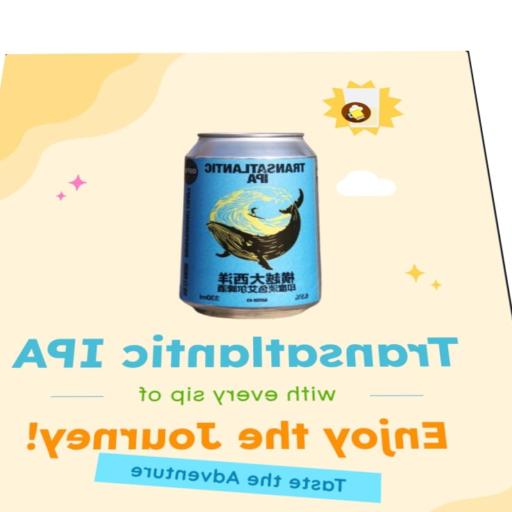 TRANSATLANTIC
IPA
横越大西洋
印度淡色艾尔啤酒
330ml
6.5%
Transatlantic IPA
with every sip of
Enjoy the Journey!
Taste the Adventure